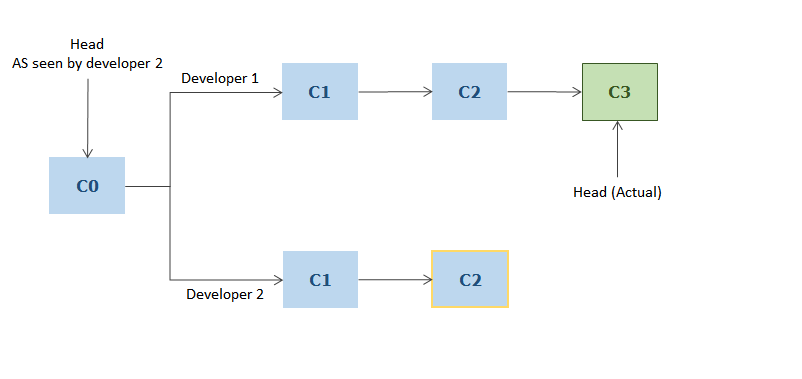 Head
AS seen by developer 2
Developer 1
C1
C2
C3
C0
Head (Actual)
C1
C2
Developer 2